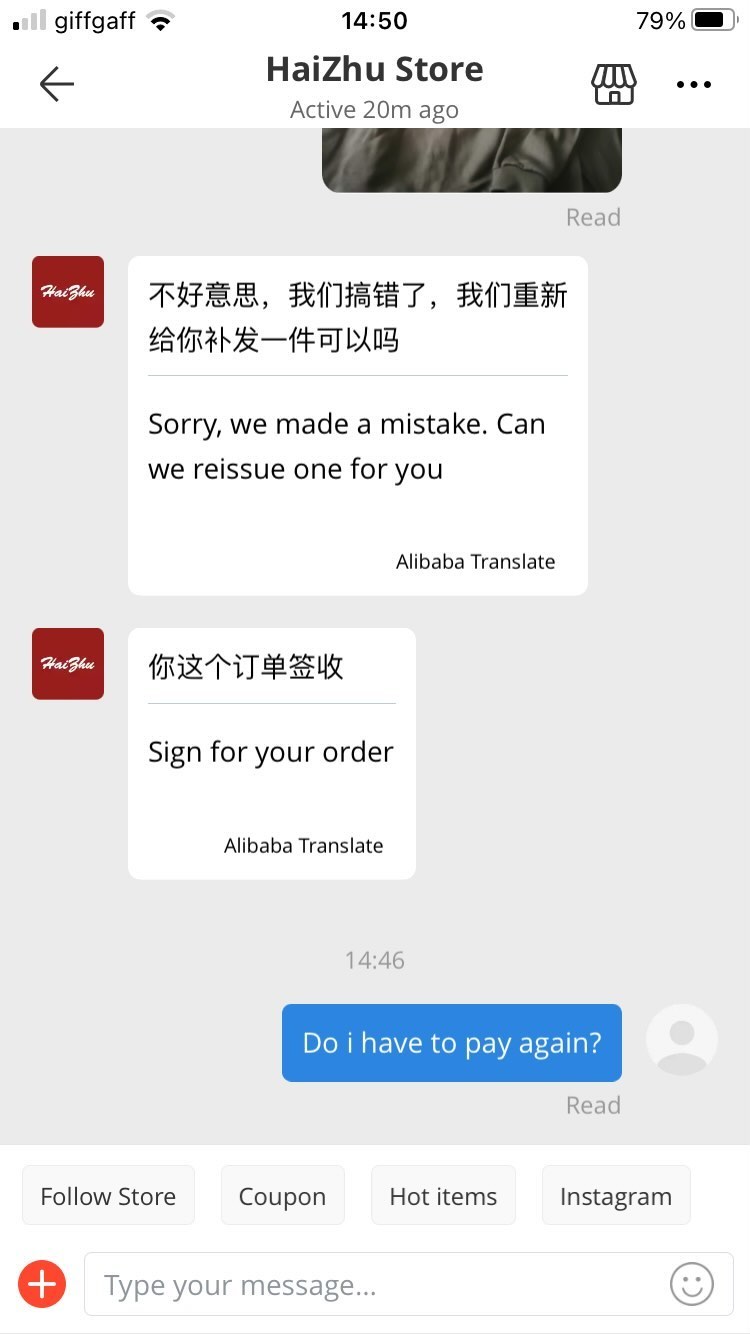 giffgaff 14:50 79%
HaiZhu Store
Active 20m ago
Read
HaiZhu
不好意思，我们搞错了，我们重新
给你补发一件可以吗
Sorry, we made a mistake. Can
we reissue one for you
Alibaba Translate
HaiZhu
你这个订单签收
Sign for your order
Alibaba Translate
14:46
Do i have to pay again?
Read
Follow Store Coupon Hot items Instagram
Type your message...